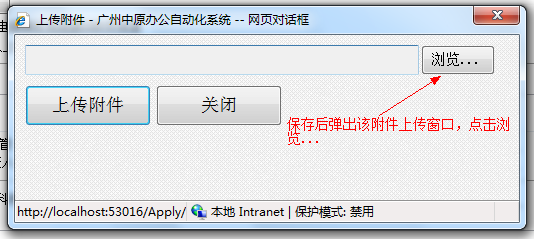 上传附件 - 广州中原办公自动化系统 -- 网页对话框
浏览...
上传附件
关闭
保存后弹出该附件上传窗口，点击浏
览...
http://localhost:53016/Apply/
本地 Intranet | 保护模式: 禁用